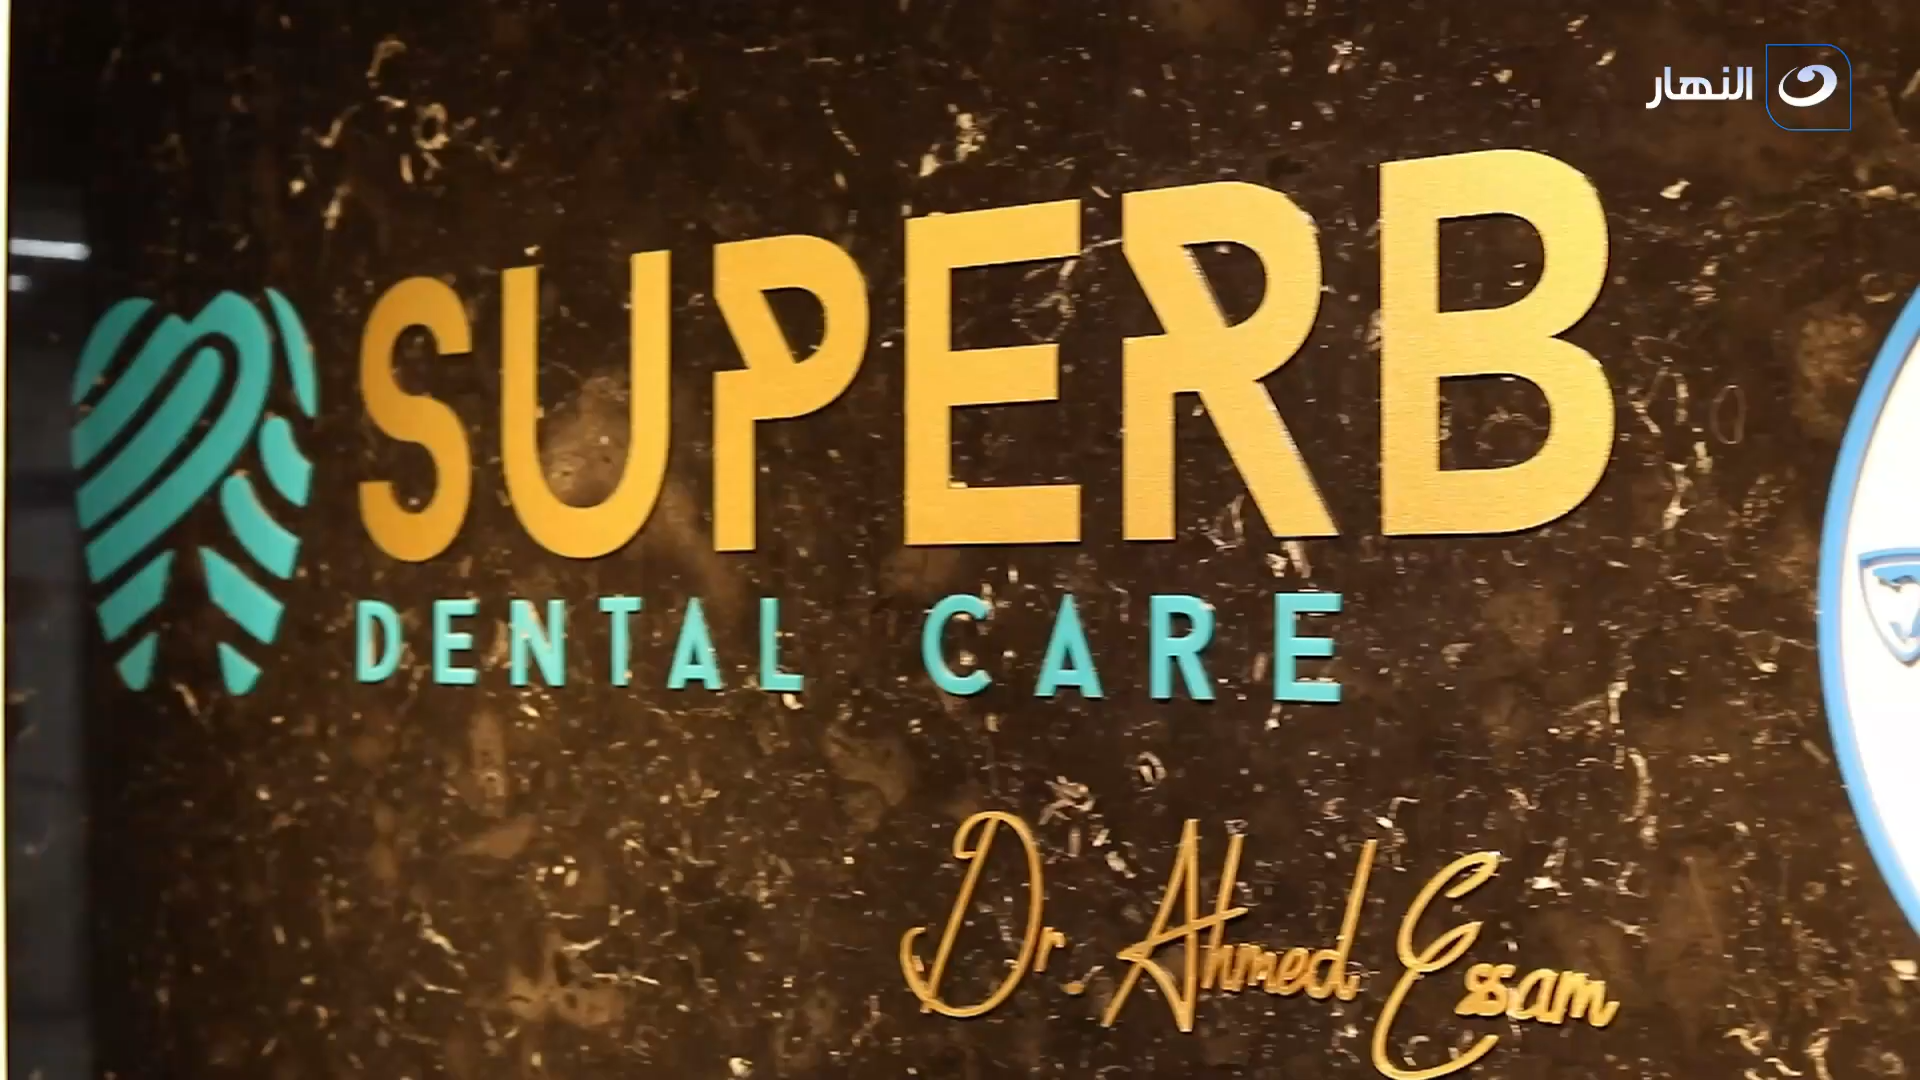 النهار
SUPERB
DENTAL CARE
Dr. Ahmed Essam